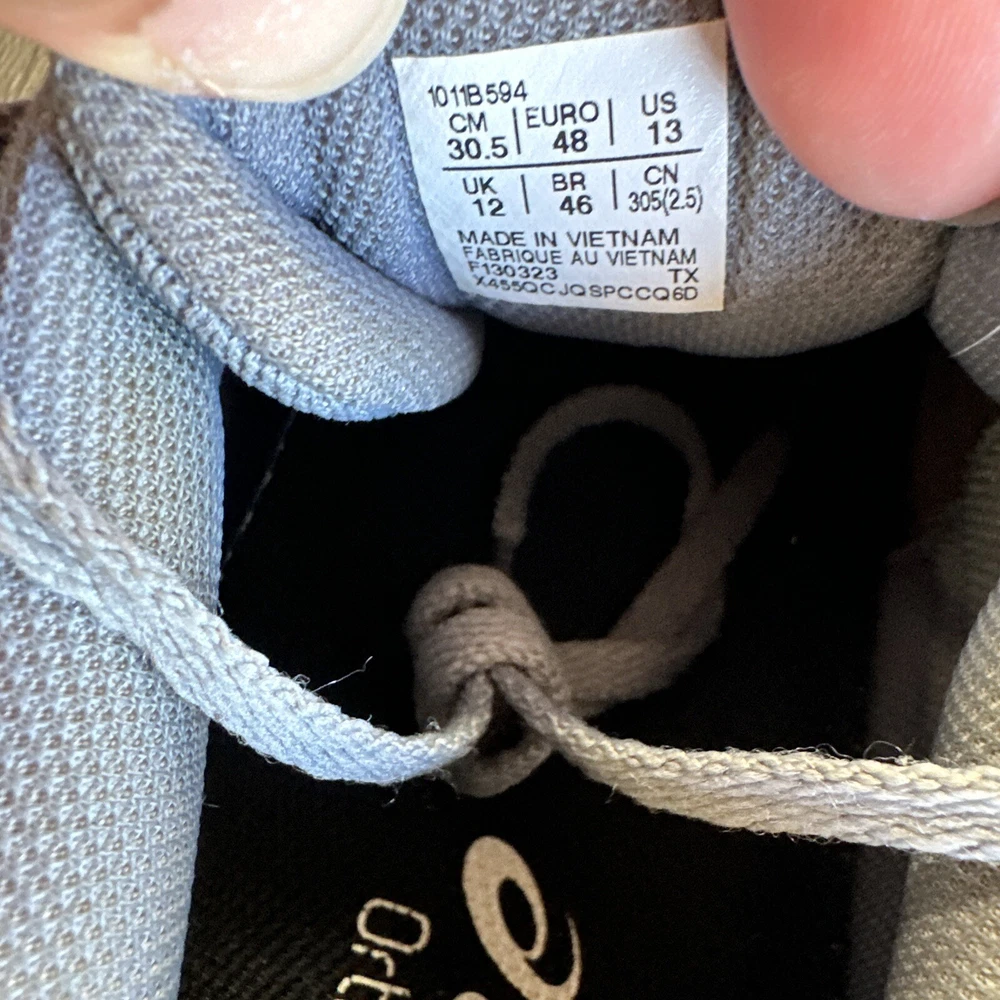 1011B594
CM | EURO | US
30.5 | 48 | 13
UK | BR | CN
12 | 46 | 305(2.5)
MADE IN VIETNAM
FABRIQUE AU VIETNAM
F130323 TX
X455QCJQSPCCQ6D
Ort